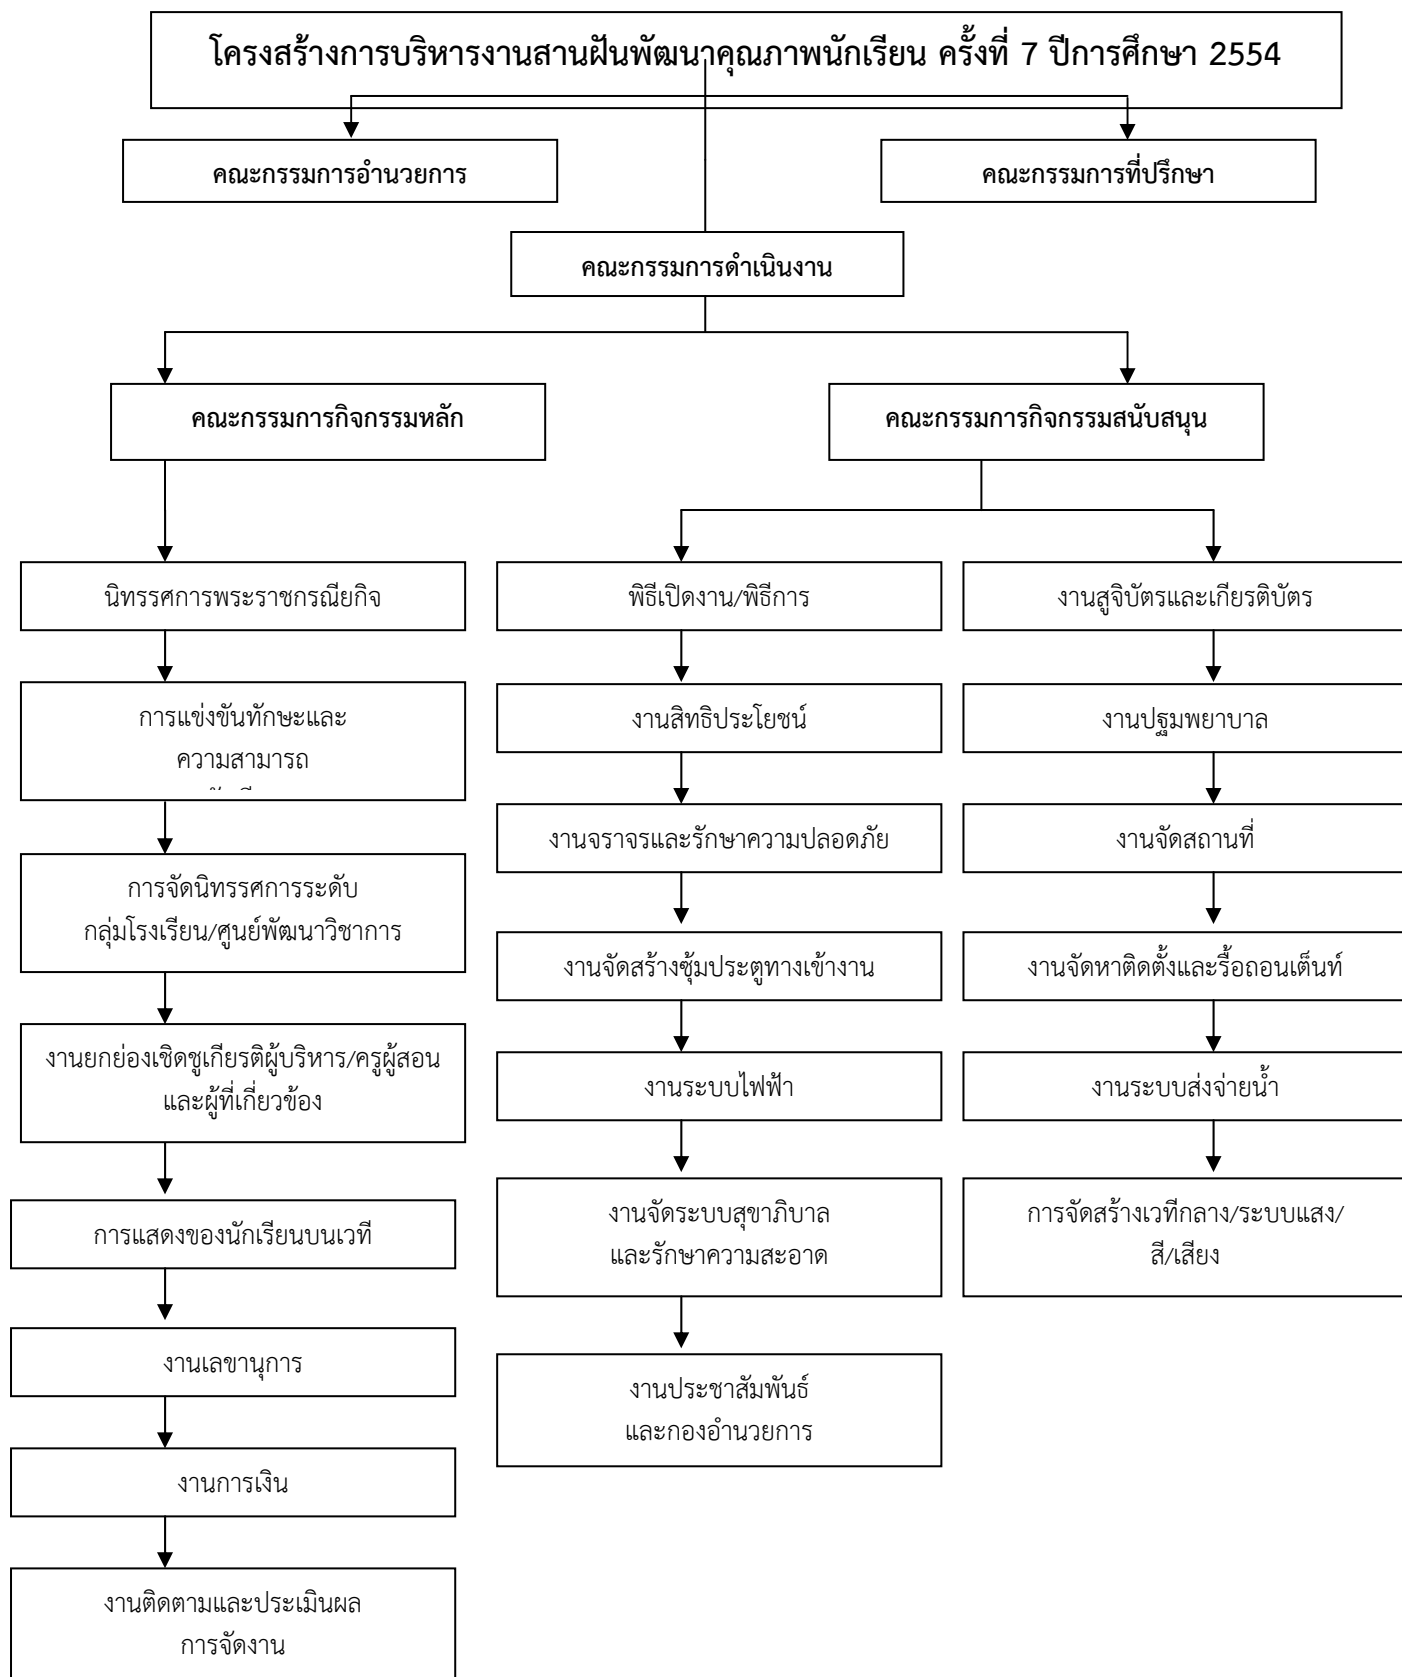 โครงสร้างการบริหารงานสานฝันพัฒนาคุณภาพนักเรียน ครั้งที่ 7 ปีการศึกษา 2554
คณะกรรมการอำนวยการ
คณะกรรมการที่ปรึกษา
คณะกรรมการดำเนินงาน
คณะกรรมการกิจกรรมหลัก
คณะกรรมการกิจกรรมสนับสนุน
นิทรรศการพระราชกรณียกิจ
การแข่งขันทักษะและ
ความสามารถ
การจัดนิทรรศการระดับ
กลุ่มโรงเรียน/ศูนย์พัฒนาวิชาการ
งานยกย่องเชิดชูเกียรติผู้บริหาร/ครูผู้สอน
และผู้ที่เกี่ยวข้อง
การแสดงของนักเรียนบนเวที
งานเลขานุการ
งานการเงิน
งานติดตามและประเมินผล
การจัดงาน
พิธีเปิดงาน/พิธีการ
งานสิทธิประโยชน์
งานจราจรและรักษาความปลอดภัย
งานจัดสร้างซุ้มประตูทางเข้างาน
งานระบบไฟฟ้า
งานจัดระบบสุขาภิบาล
และรักษาความสะอาด
งานประชาสัมพันธ์
และกองอำนวยการ
งานสูจิบัตรและเกียรติบัตร
งานปฐมพยาบาล
งานจัดสถานที่
งานจัดหาติดตั้งและรื้อถอนเต็นท์
งานระบบส่งจ่ายน้ำ
การจัดสร้างเวทีกลาง/ระบบแสง/
สี/เสียง